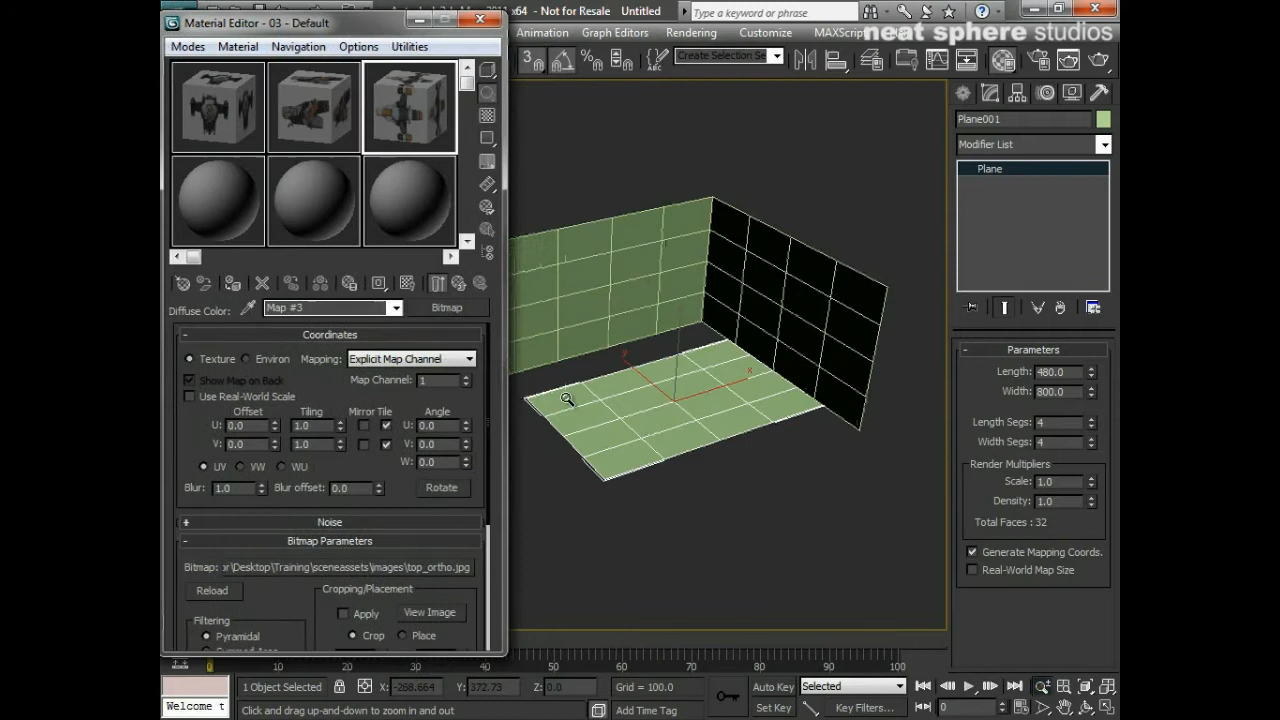 Material Editor - 03 - Default
x64 - Not for Resale Untitled
Type a keyword or phrase
neat sphere studios
Modes Material Navigation Options Utilities
Animation Graph Editors Rendering Customize MAXScript
3
Create Selection Se
Plane001
Modifier List
Plane
Diffuse Color: Map #3 Bitmap
Coordinates
Texture Environ Mapping: Explicit Map Channel
Show Map on Back Map Channel: 1
Use Real-World Scale
Offset Tiling Mirror Tile Angle
U: 0.0 1.0 U: 0.0
V: 0.0 1.0 V: 0.0
W: 0.0
UV VW WU
Blur: 1.0 Blur offset: 0.0 Rotate
Noise
Bitmap Parameters
Bitmap: or\Desktop\Training\sceneassets\images\top_ortho.jpg
Reload
Cropping/Placement
Apply View Image
Filtering
Pyramidal
Crop Place
y
x
Parameters
Length: 480.0
Width: 800.0
Length Segs: 4
Width Segs: 4
Render Multipliers
Scale: 1.0
Density: 1.0
Total Faces : 32
Generate Mapping Coords.
Real-World Map Size
0 10 20 30 40 50 60 70 80 90 100
1 Object Selected X: -268.664 Y: 372.73 Z: 0.0 Grid = 100.0 Auto Key Selected
Welcome t Click and drag up-and-down to zoom in and out Add Time Tag Set Key Key Filters... 0